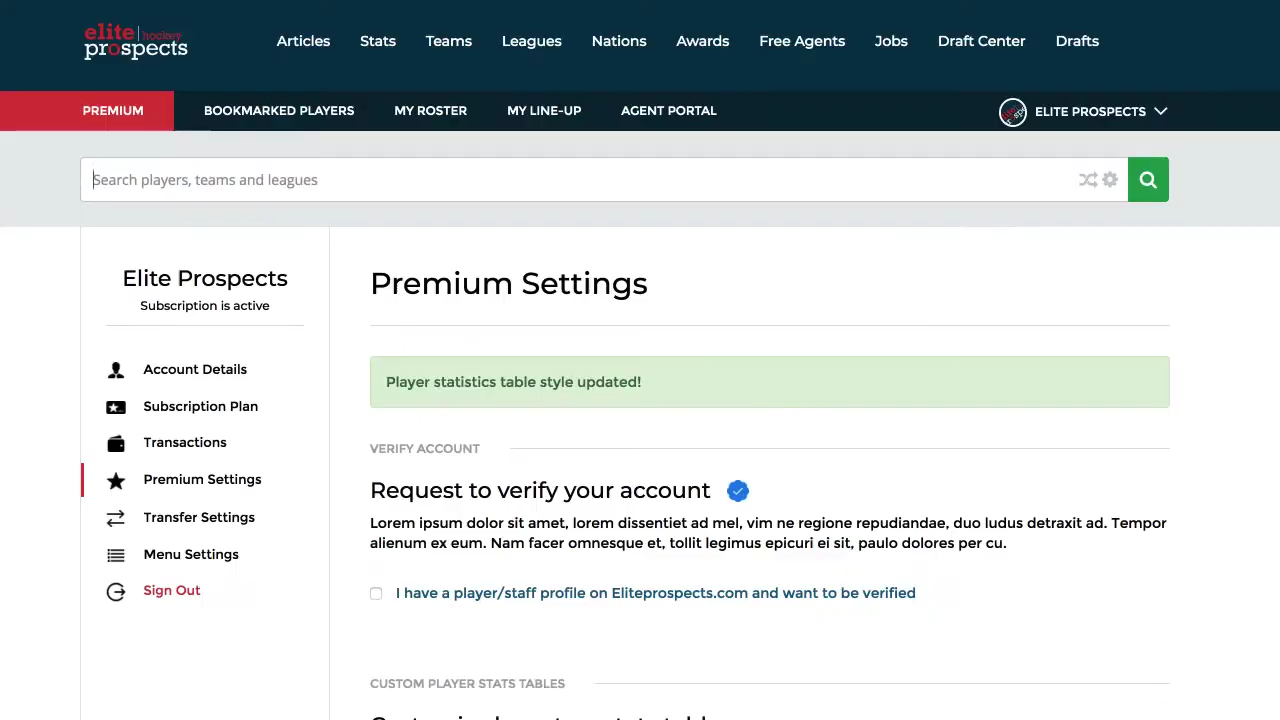 elite hockey
prospects
Articles Stats Teams Leagues Nations Awards Free Agents Jobs Draft Center Drafts
PREMIUM BOOKMARKED PLAYERS MY ROSTER MY LINE-UP AGENT PORTAL ELITE PROSPECTS
Search players, teams and leagues
Elite Prospects
Subscription is active
Account Details
Subscription Plan
Transactions
Premium Settings
Transfer Settings
Menu Settings
Sign Out
Premium Settings
Player statistics table style updated!
VERIFY ACCOUNT
Request to verify your account
Lorem ipsum dolor sit amet, lorem dissentiet ad mel, vim ne regione repudiandae, duo ludus detraxit ad. Tempor
alienum ex eum. Nam facer omnesque et, tollit legimus epicuri ei sit, paulo dolores per cu.
I have a player/staff profile on Eliteprospects.com and want to be verified
CUSTOM PLAYER STATS TABLES